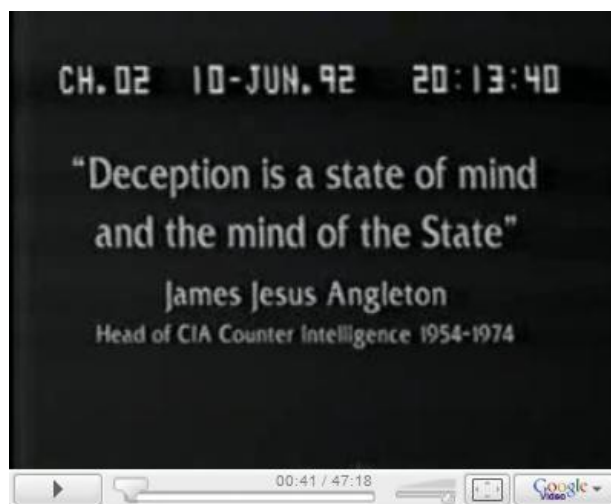 CH.02 10-JUN.92 20:13:40
“Deception is a state of mind
and the mind of the State”
James Jesus Angleton
Head of CIA Counter Intelligence 1954-1974
00:41 / 47:18
Google
Video